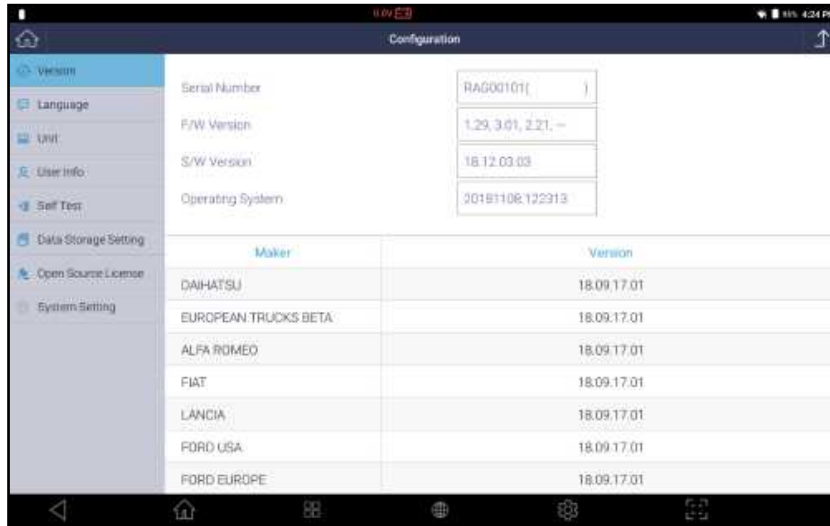 0.0V
4:24 P
Configuration
Version
Language
Unit
User Info
Self Test
Data Storage Setting
Open Source License
System Setting
Serial Number RAG00101( )
F/W Version 1.29, 3.01, 2.21, --
S/W Version 18.12.03.03
Operating System 20181108.122313
Maker Version
DAIHATSU 18.09.17.01
EUROPEAN TRUCKS BETA 18.09.17.01
ALFA ROMEO 18.09.17.01
FIAT 18.09.17.01
LANCIA 18.09.17.01
FORD USA 18.09.17.01
FORD EUROPE 18.09.17.01